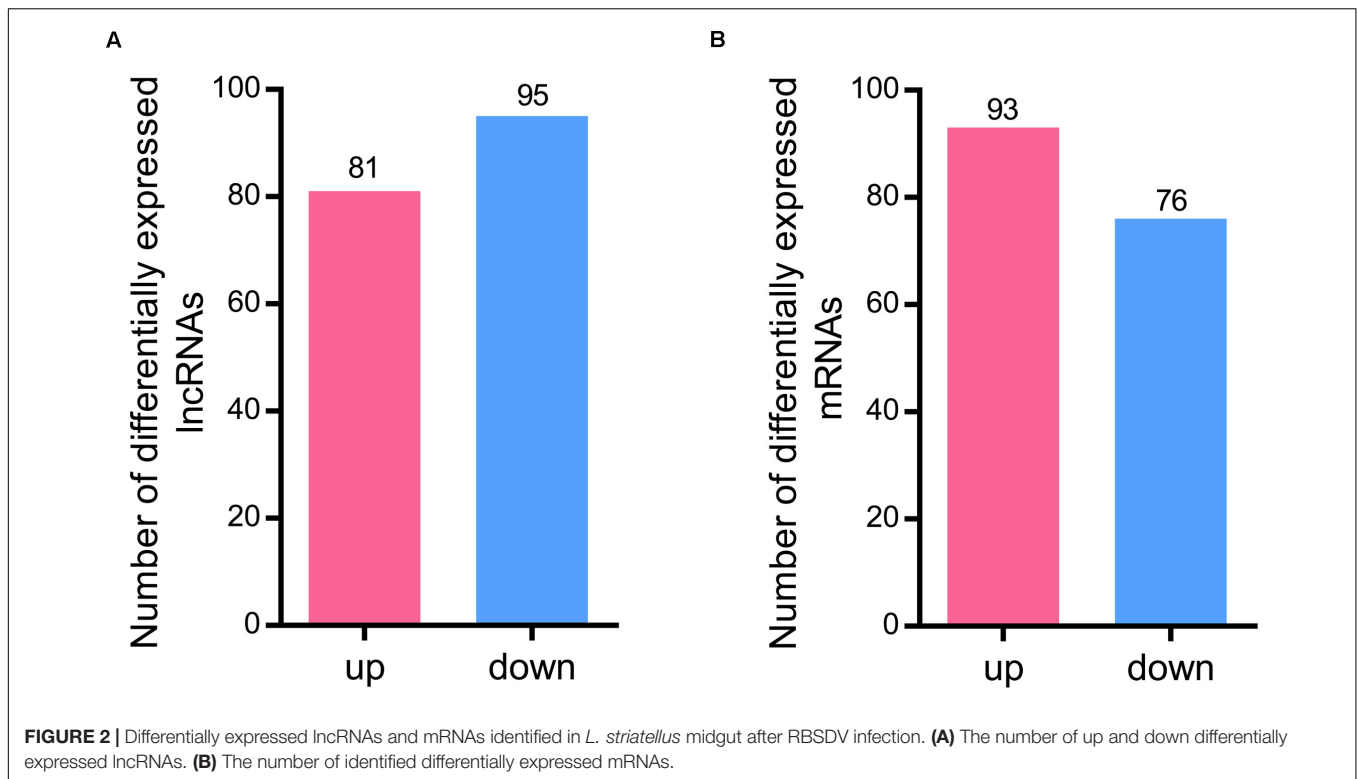 A
Number of differentially expressed
lncRNAs
100
80
60
40
20
0
81
95
up
down
B
Number of differentially expressed
mRNAs
100
80
60
40
20
0
93
76
up
down
FIGURE 2 | Differentially expressed lncRNAs and mRNAs identified in L. striatellus midgut after RBSDV infection. (A) The number of up and down differentially
expressed lncRNAs. (B) The number of identified differentially expressed mRNAs.